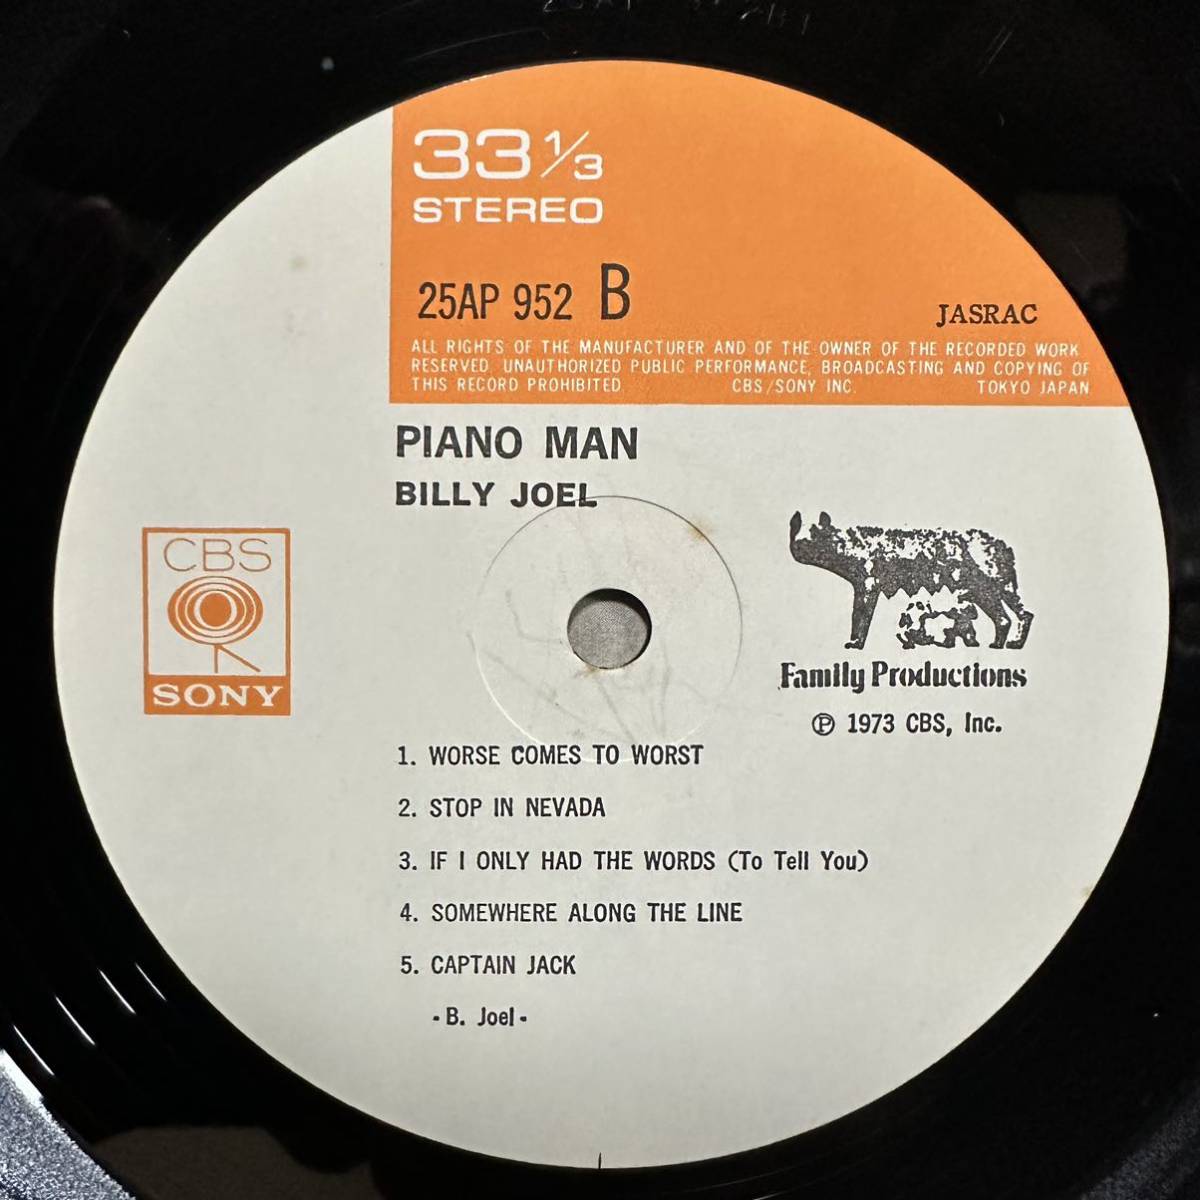 33 1/3
STEREO
25AP 952 B
JASRAC
ALL RIGHTS OF THE MANUFACTURER AND OF THE OWNER OF THE RECORDED WORK
RESERVED. UNAUTHORIZED PUBLIC PERFORMANCE, BROADCASTING AND COPYING OF
THIS RECORD PROHIBITED. CBS/SONY INC. TOKYO JAPAN
PIANO MAN
BILLY JOEL
CBS
SONY
Family Productions
Ⓟ 1973 CBS, Inc.
1. WORSE COMES TO WORST
2. STOP IN NEVADA
3. IF I ONLY HAD THE WORDS (To Tell You)
4. SOMEWHERE ALONG THE LINE
5. CAPTAIN JACK
- B. Joel -